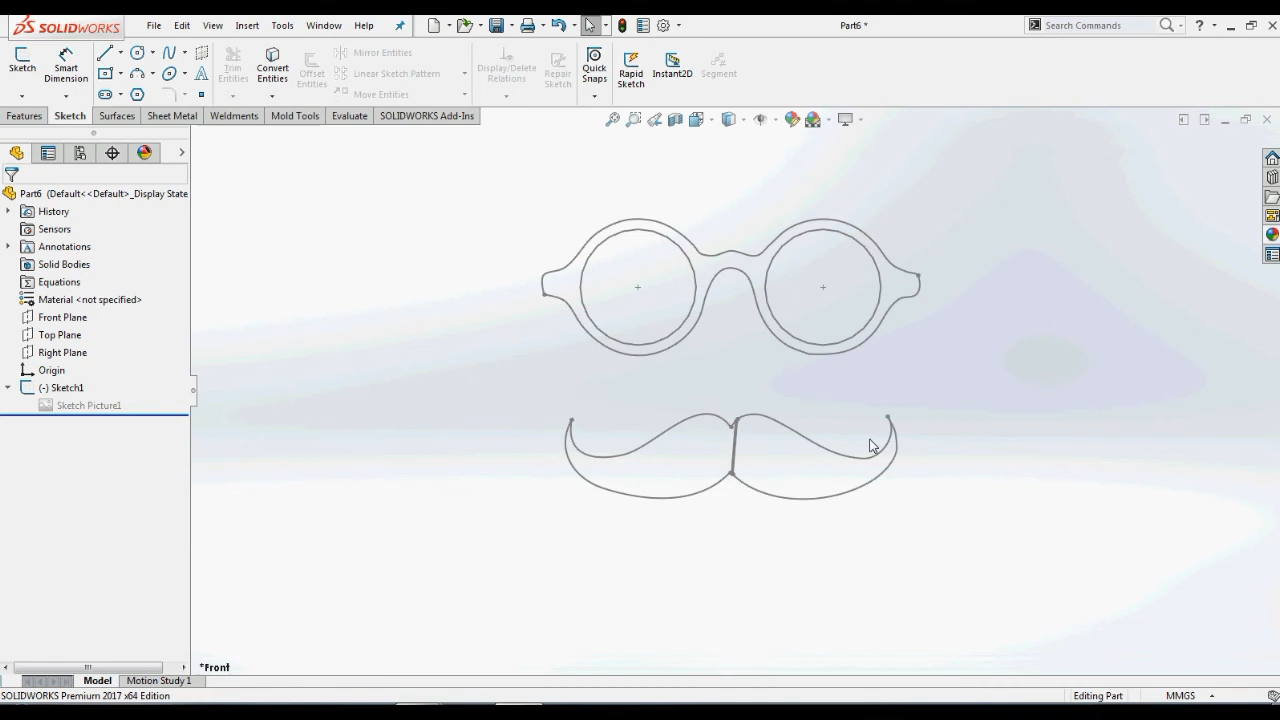 SOLIDWORKS File Edit View Insert Tools Window Help Part6 * Search Commands
Sketch Smart Dimension Trim Entities Convert Entities Offset Entities Mirror Entities Linear Sketch Pattern Move Entities Display/Delete Relations Repair Sketch Quick Snaps Rapid Sketch Instant2D Segment
Features Sketch Surfaces Sheet Metal Weldments Mold Tools Evaluate SOLIDWORKS Add-Ins
Part6 (Default<<Default>_Display State
History
Sensors
Annotations
Solid Bodies
Equations
Material <not specified>
Front Plane
Top Plane
Right Plane
Origin
(-) Sketch1
Sketch Picture1
*Front
Model Motion Study 1
SOLIDWORKS Premium 2017 x64 Edition Editing Part MMGS